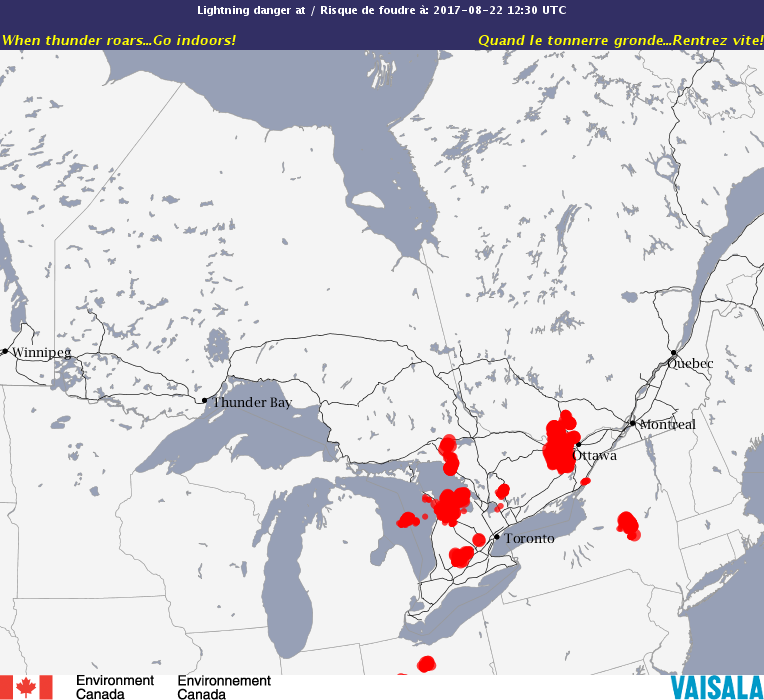 Lightning danger at / Risque de foudre à: 2017-08-22 12:30 UTC
When thunder roars...Go indoors! Quand le tonnerre gronde...Rentrez vite!
Winnipeg
Quebec
Thunder Bay
Montreal
Ottawa
Toronto
Environment Environnement
Canada Canada
VAISALA